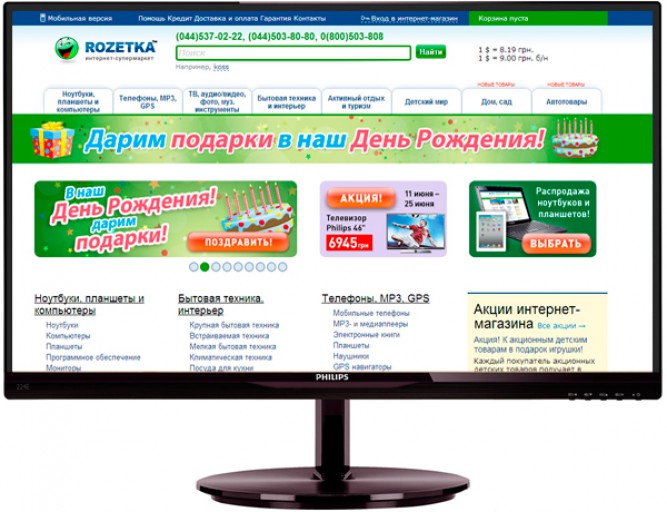 Мобильная версия
Помощь Кредит Доставка и оплата Гарантия Контакты
Вход в интернет-магазин
Корзина пуста
ROZETKA™
интернет-супермаркет
(044)537-02-22, (044)503-80-80, 0(800)503-808
Поиск
Найти
Например, koss
1 $ = 8.19 грн.
1 $ = 9.00 грн. б/н
НОВЫЕ ТОВАРЫ
НОВЫЕ ТОВАРЫ
Ноутбуки, планшеты и компьютеры
Телефоны, MP3, GPS
ТВ, аудио/видео, фото, муз. инструменты
Бытовая техника и интерьер
Активный отдых и туризм
Детский мир
Дом, сад
Автотовары
Дарим подарки в наш День Рождения!
В наш
День Рождения!
дарим
подарки!
ПОЗДРАВИТЬ!
АКЦИЯ!
11 июня –
25 июня
Телевизор
Philips 46"
6945грн
Распродажа
ноутбуков и
планшетов!
ВЫБРАТЬ
Ноутбуки, планшеты и
компьютеры
Ноутбуки
Компьютеры
Планшеты
Программное обеспечение
Мониторы
Бытовая техника,
интерьер
Крупная бытовая техника
Встраиваемая техника
Мелкая бытовая техника
Климатическая техника
Посуда для кухни
Телефоны, MP3, GPS
Мобильные телефоны
MP3- и медиаплееры
Электронные книги
Планшеты
Наушники
GPS навигаторы
Акции интернет-
магазина Все акции →
Акция! К акционным детским
товарам в подарок игрушки!
Каждый покупатель акционных
детских товаров получает в
PHILIPS